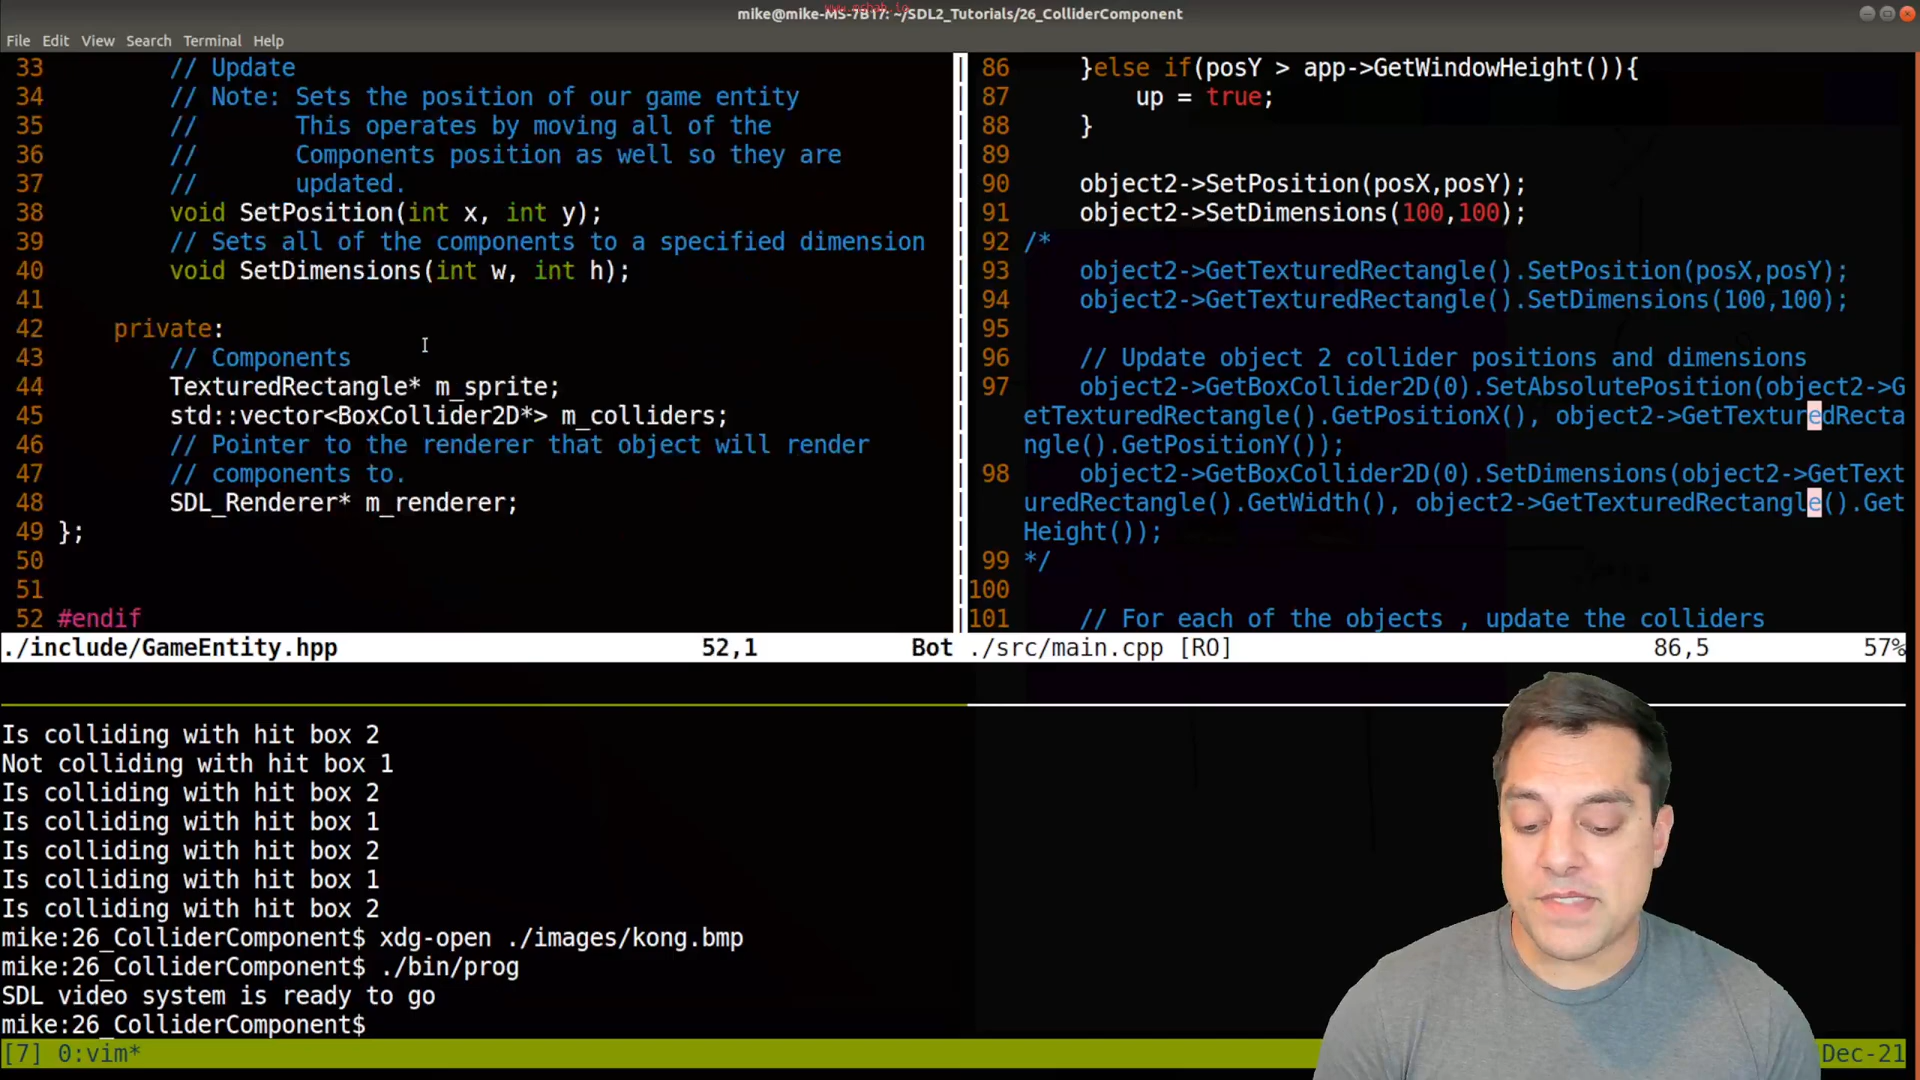 www.mshah.io
mike@mike-MS-7B17: ~/SDL2_Tutorials/26_ColliderComponent
File Edit View Search Terminal Help
33 // Update
34 // Note: Sets the position of our game entity
35 // This operates by moving all of the
36 // Components position as well so they are
37 // updated.
38 void SetPosition(int x, int y);
39 // Sets all of the components to a specified dimension
40 void SetDimensions(int w, int h);
41
42 private:
43 // Components
44 TexturedRectangle* m_sprite;
45 std::vector<BoxCollider2D*> m_colliders;
46 // Pointer to the renderer that object will render
47 // components to.
48 SDL_Renderer* m_renderer;
49 };
50
51
52 #endif
./include/GameEntity.hpp 52,1 Bot
86 }else if(posY > app->GetWindowHeight()){
87 up = true;
88 }
89
90 object2->SetPosition(posX,posY);
91 object2->SetDimensions(100,100);
92 /*
93 object2->GetTexturedRectangle().SetPosition(posX,posY);
94 object2->GetTexturedRectangle().SetDimensions(100,100);
95
96 // Update object 2 collider positions and dimensions
97 object2->GetBoxCollider2D(0).SetAbsolutePosition(object2->G
etTexturedRectangle().GetPositionX(), object2->GetTexturedRecta
ngle().GetPositionY());
98 object2->GetBoxCollider2D(0).SetDimensions(object2->GetText
uredRectangle().GetWidth(), object2->GetTexturedRectangle().Get
Height());
99 */
100
101 // For each of the objects , update the colliders
./src/main.cpp [RO] 86,5 57%
Is colliding with hit box 2
Not colliding with hit box 1
Is colliding with hit box 2
Is colliding with hit box 1
Is colliding with hit box 2
Is colliding with hit box 1
Is colliding with hit box 2
mike:26_ColliderComponent$ xdg-open ./images/kong.bmp
mike:26_ColliderComponent$ ./bin/prog
SDL video system is ready to go
mike:26_ColliderComponent$
[7] 0:vim* Dec-21